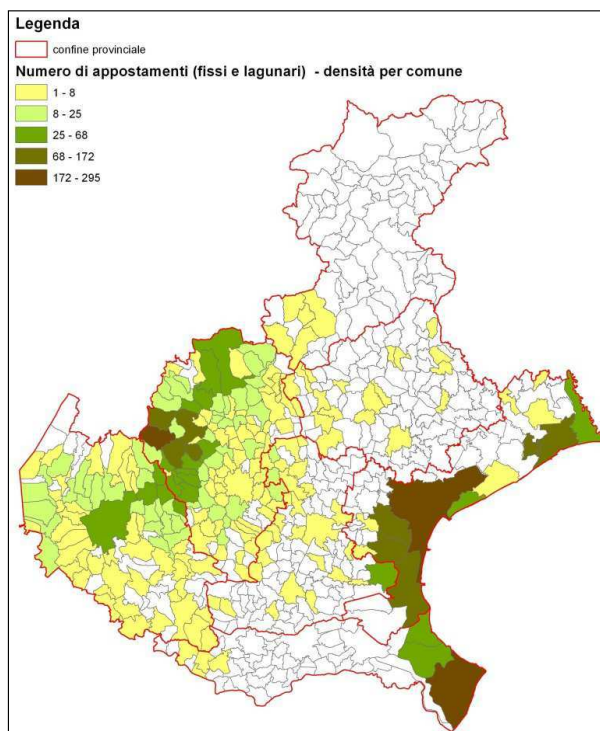 Legenda
confine provinciale
Numero di appostamenti (fissi e lagunari) - densità per comune
1 - 8
8 - 25
25 - 68
68 - 172
172 - 295